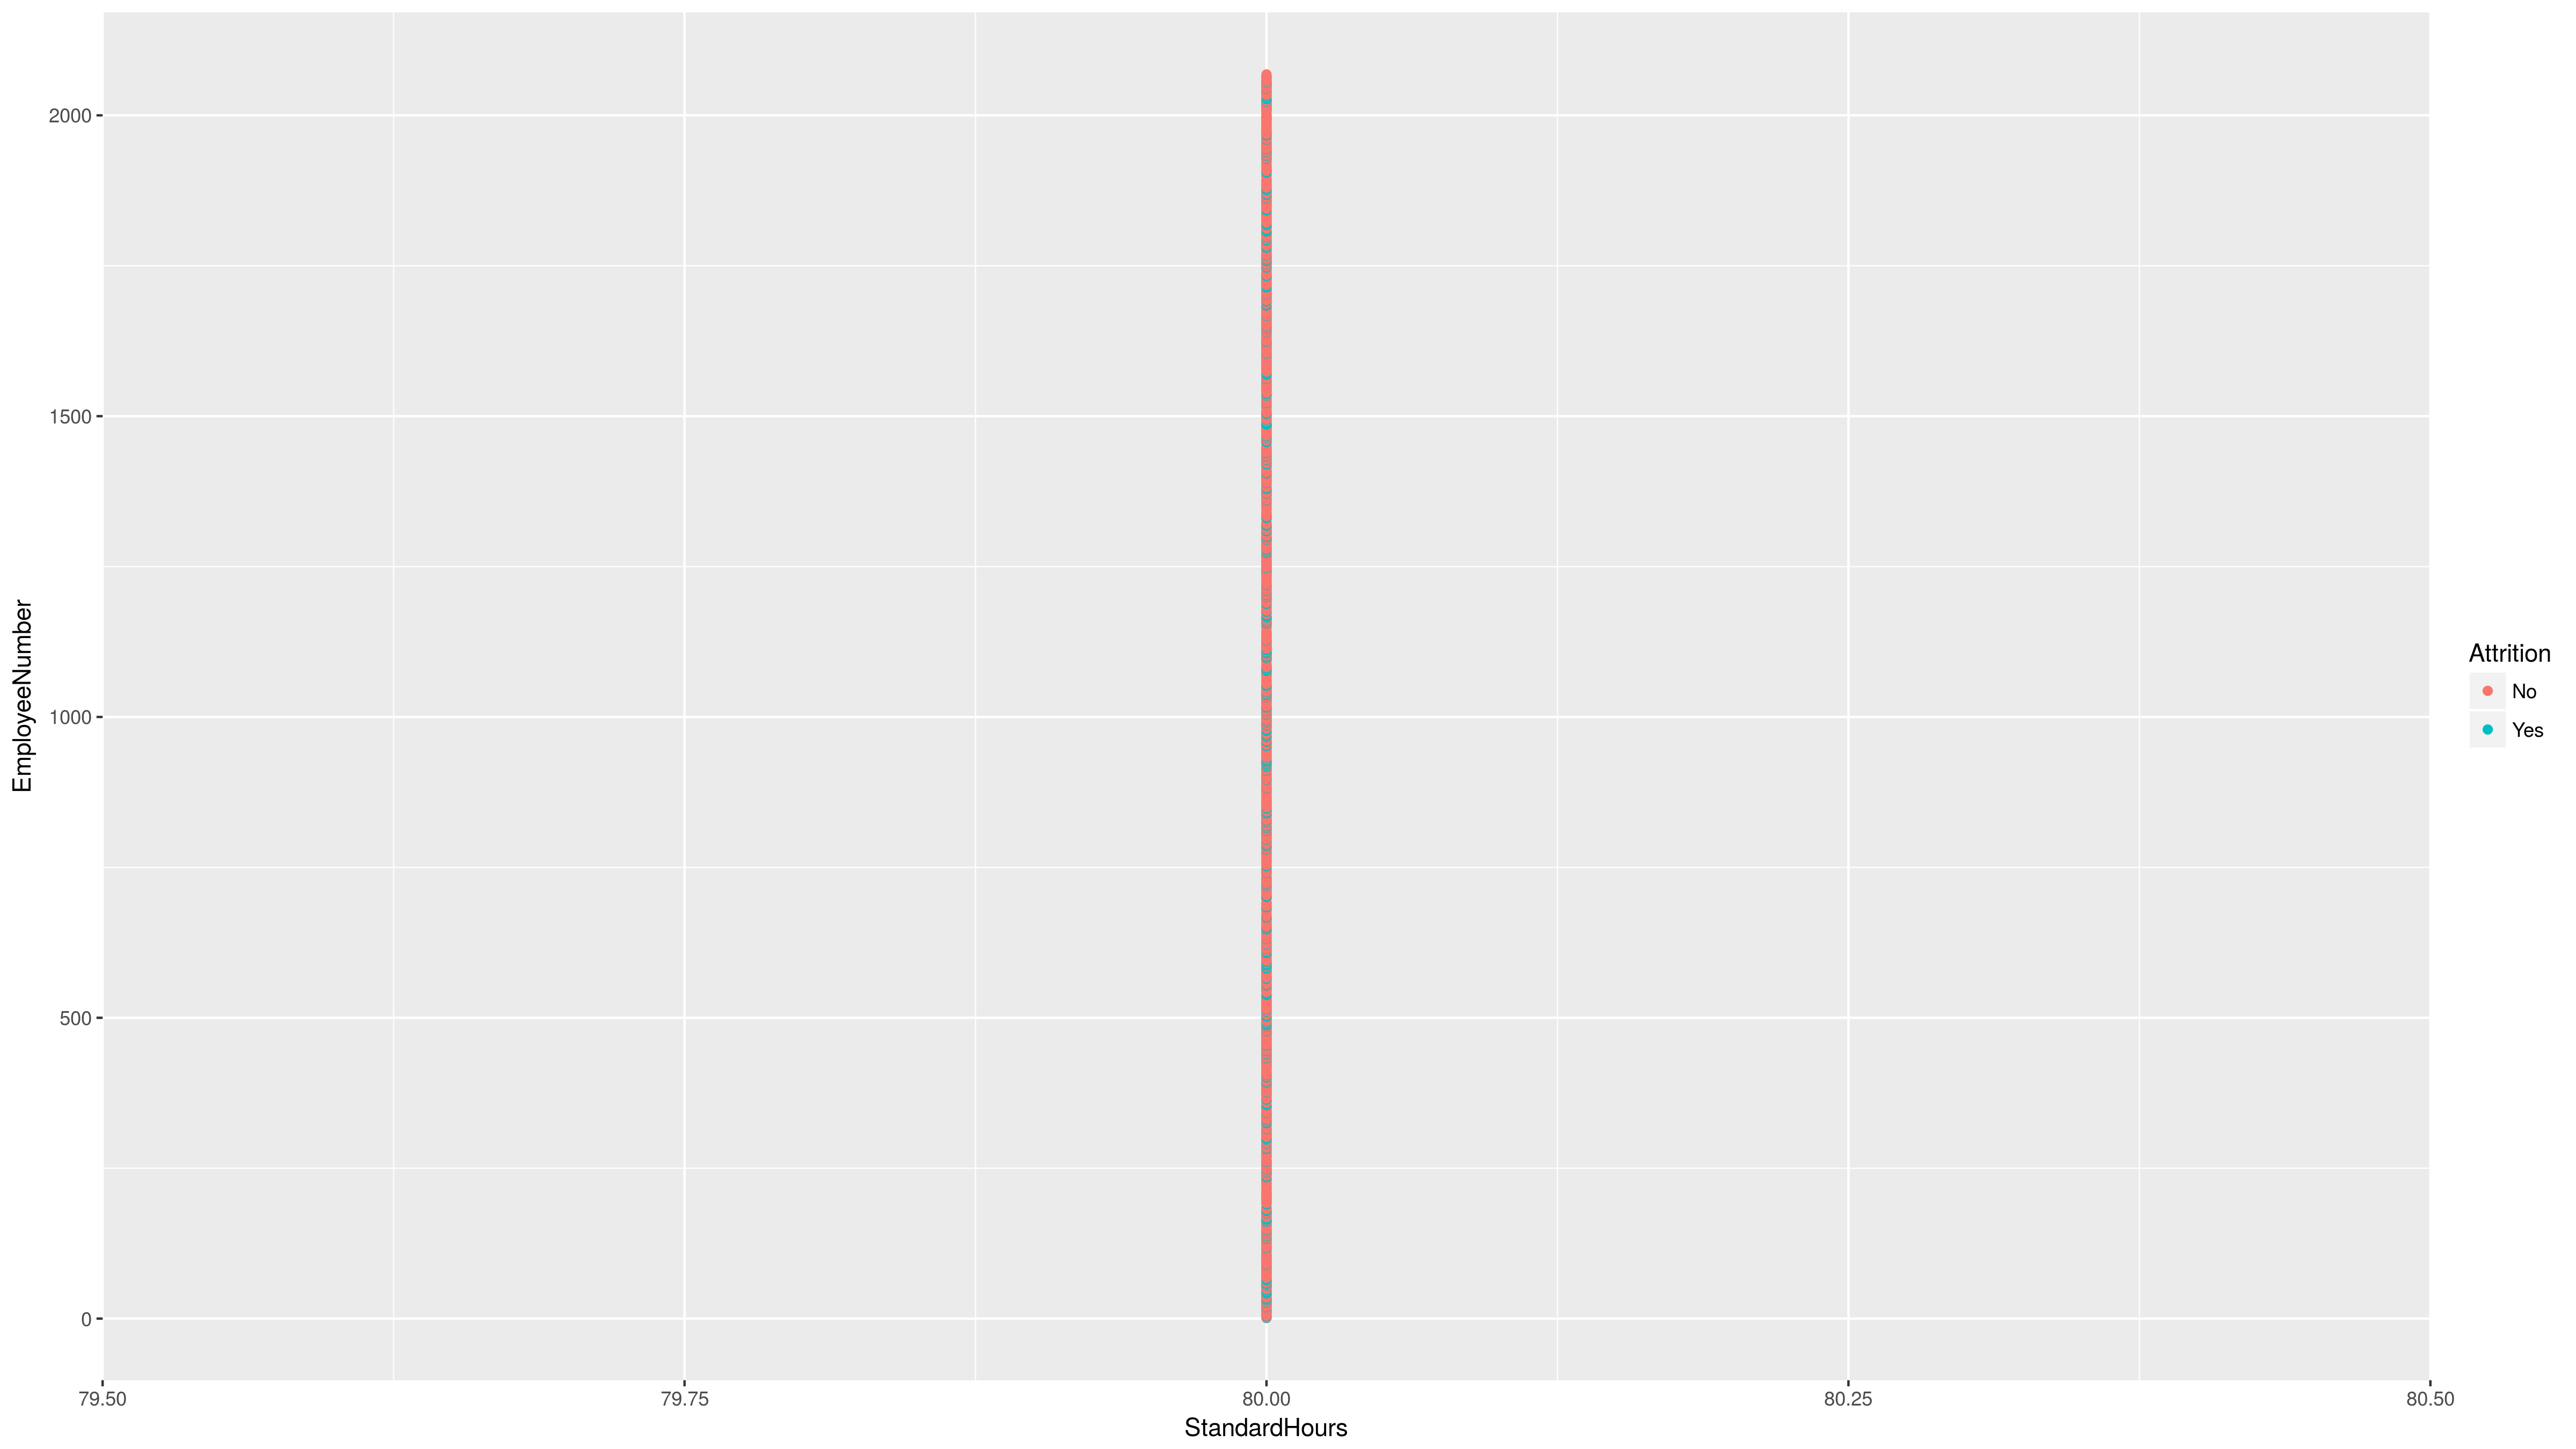 2000
1500
1000
500
0
EmployeeNumber
79.50 79.75 80.00 80.25 80.50
StandardHours
Attrition
No
Yes